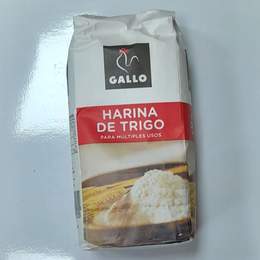 GALLO
HARINA
DE TRIGO
PARA MÚLTIPLES USOS